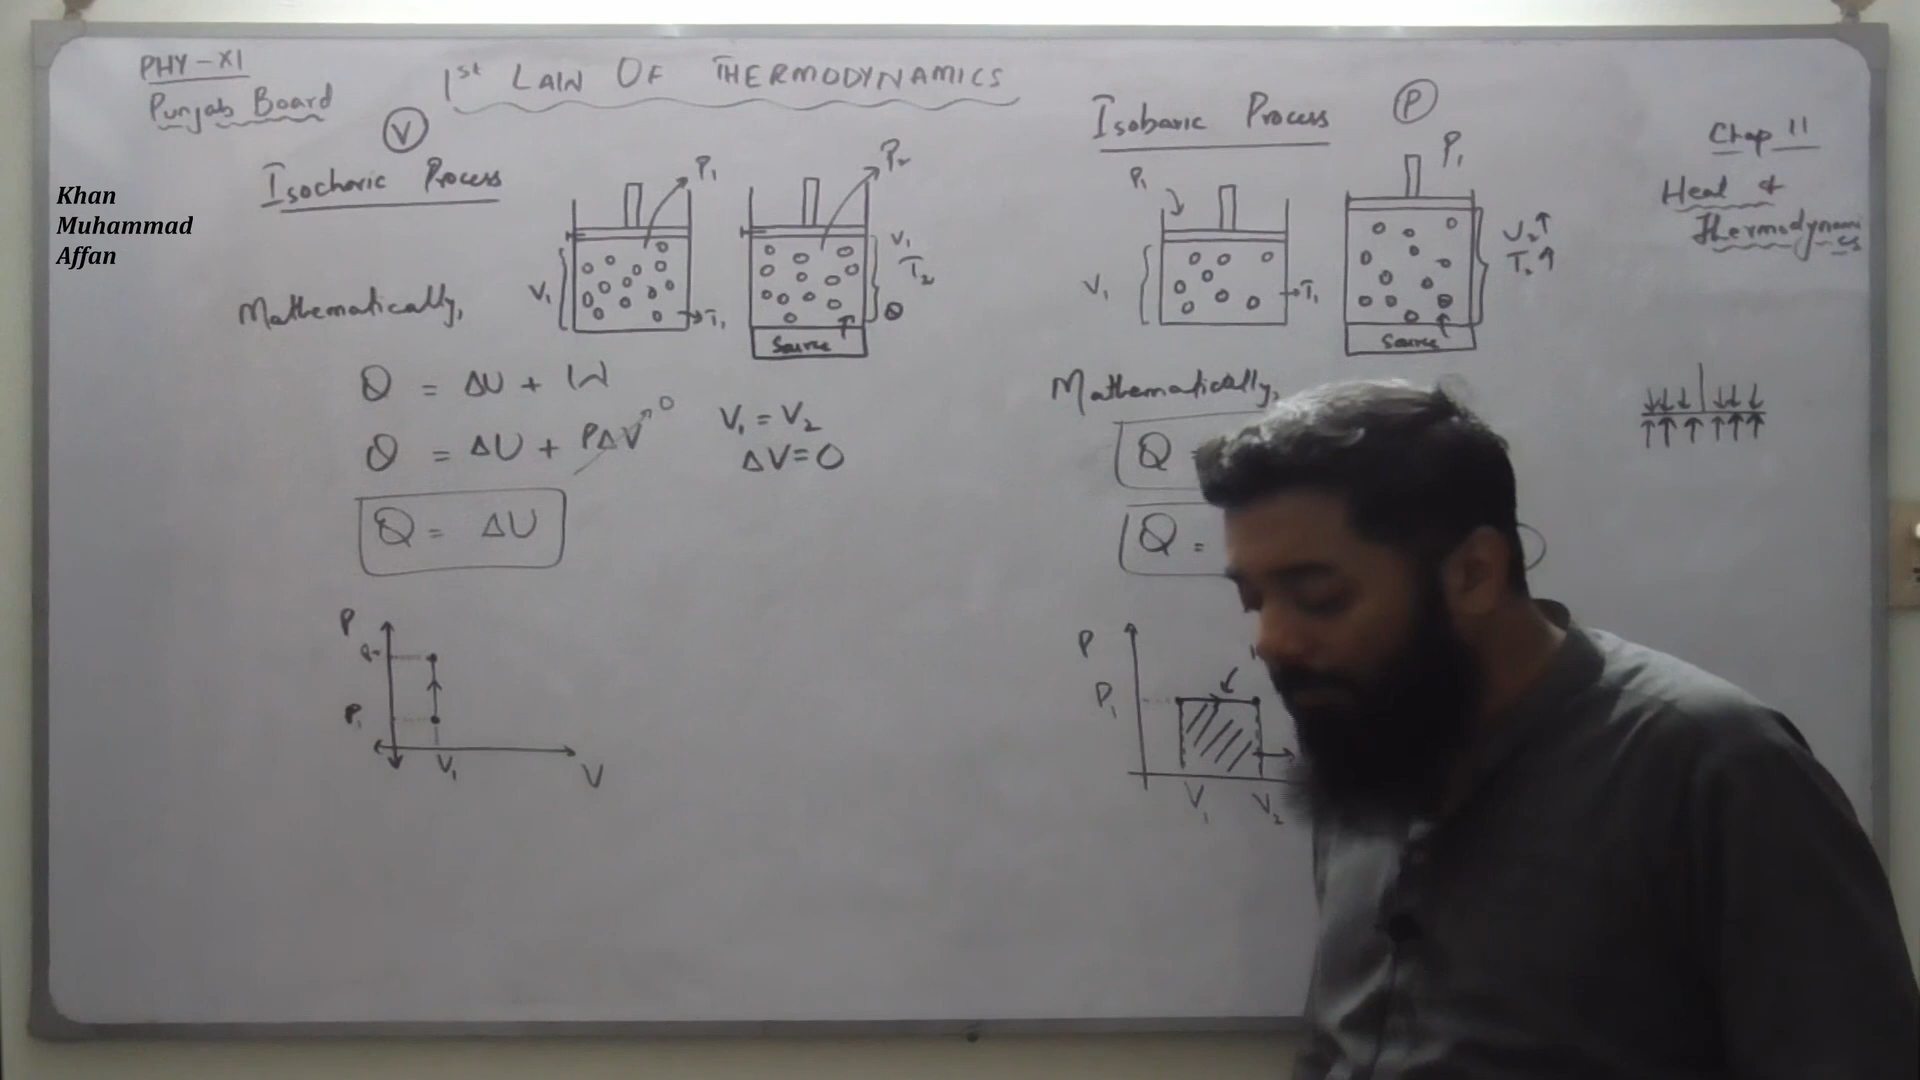 PHY-XI
Punjab Board
1st LAW OF THERMODYNAMICS
Khan
Muhammad
Affan
V
Isochoric Process
P₁
P₂
V₁
T₁
V₁
T₂
Q
Source
Mathematically,
Q = ΔU + W
Q = ΔU + PΔV → 0
V₁ = V₂
ΔV = 0
Q = ΔU
P
P₁
V₁
V
Isobaric Process
P
P₁
V₁
T₁
P₁
V₂↑
T₂↑
Source
Mathematically,
Q =
Q =
P
P₁
V₁
V₂
Chap 11
Heat &
Thermodynamics